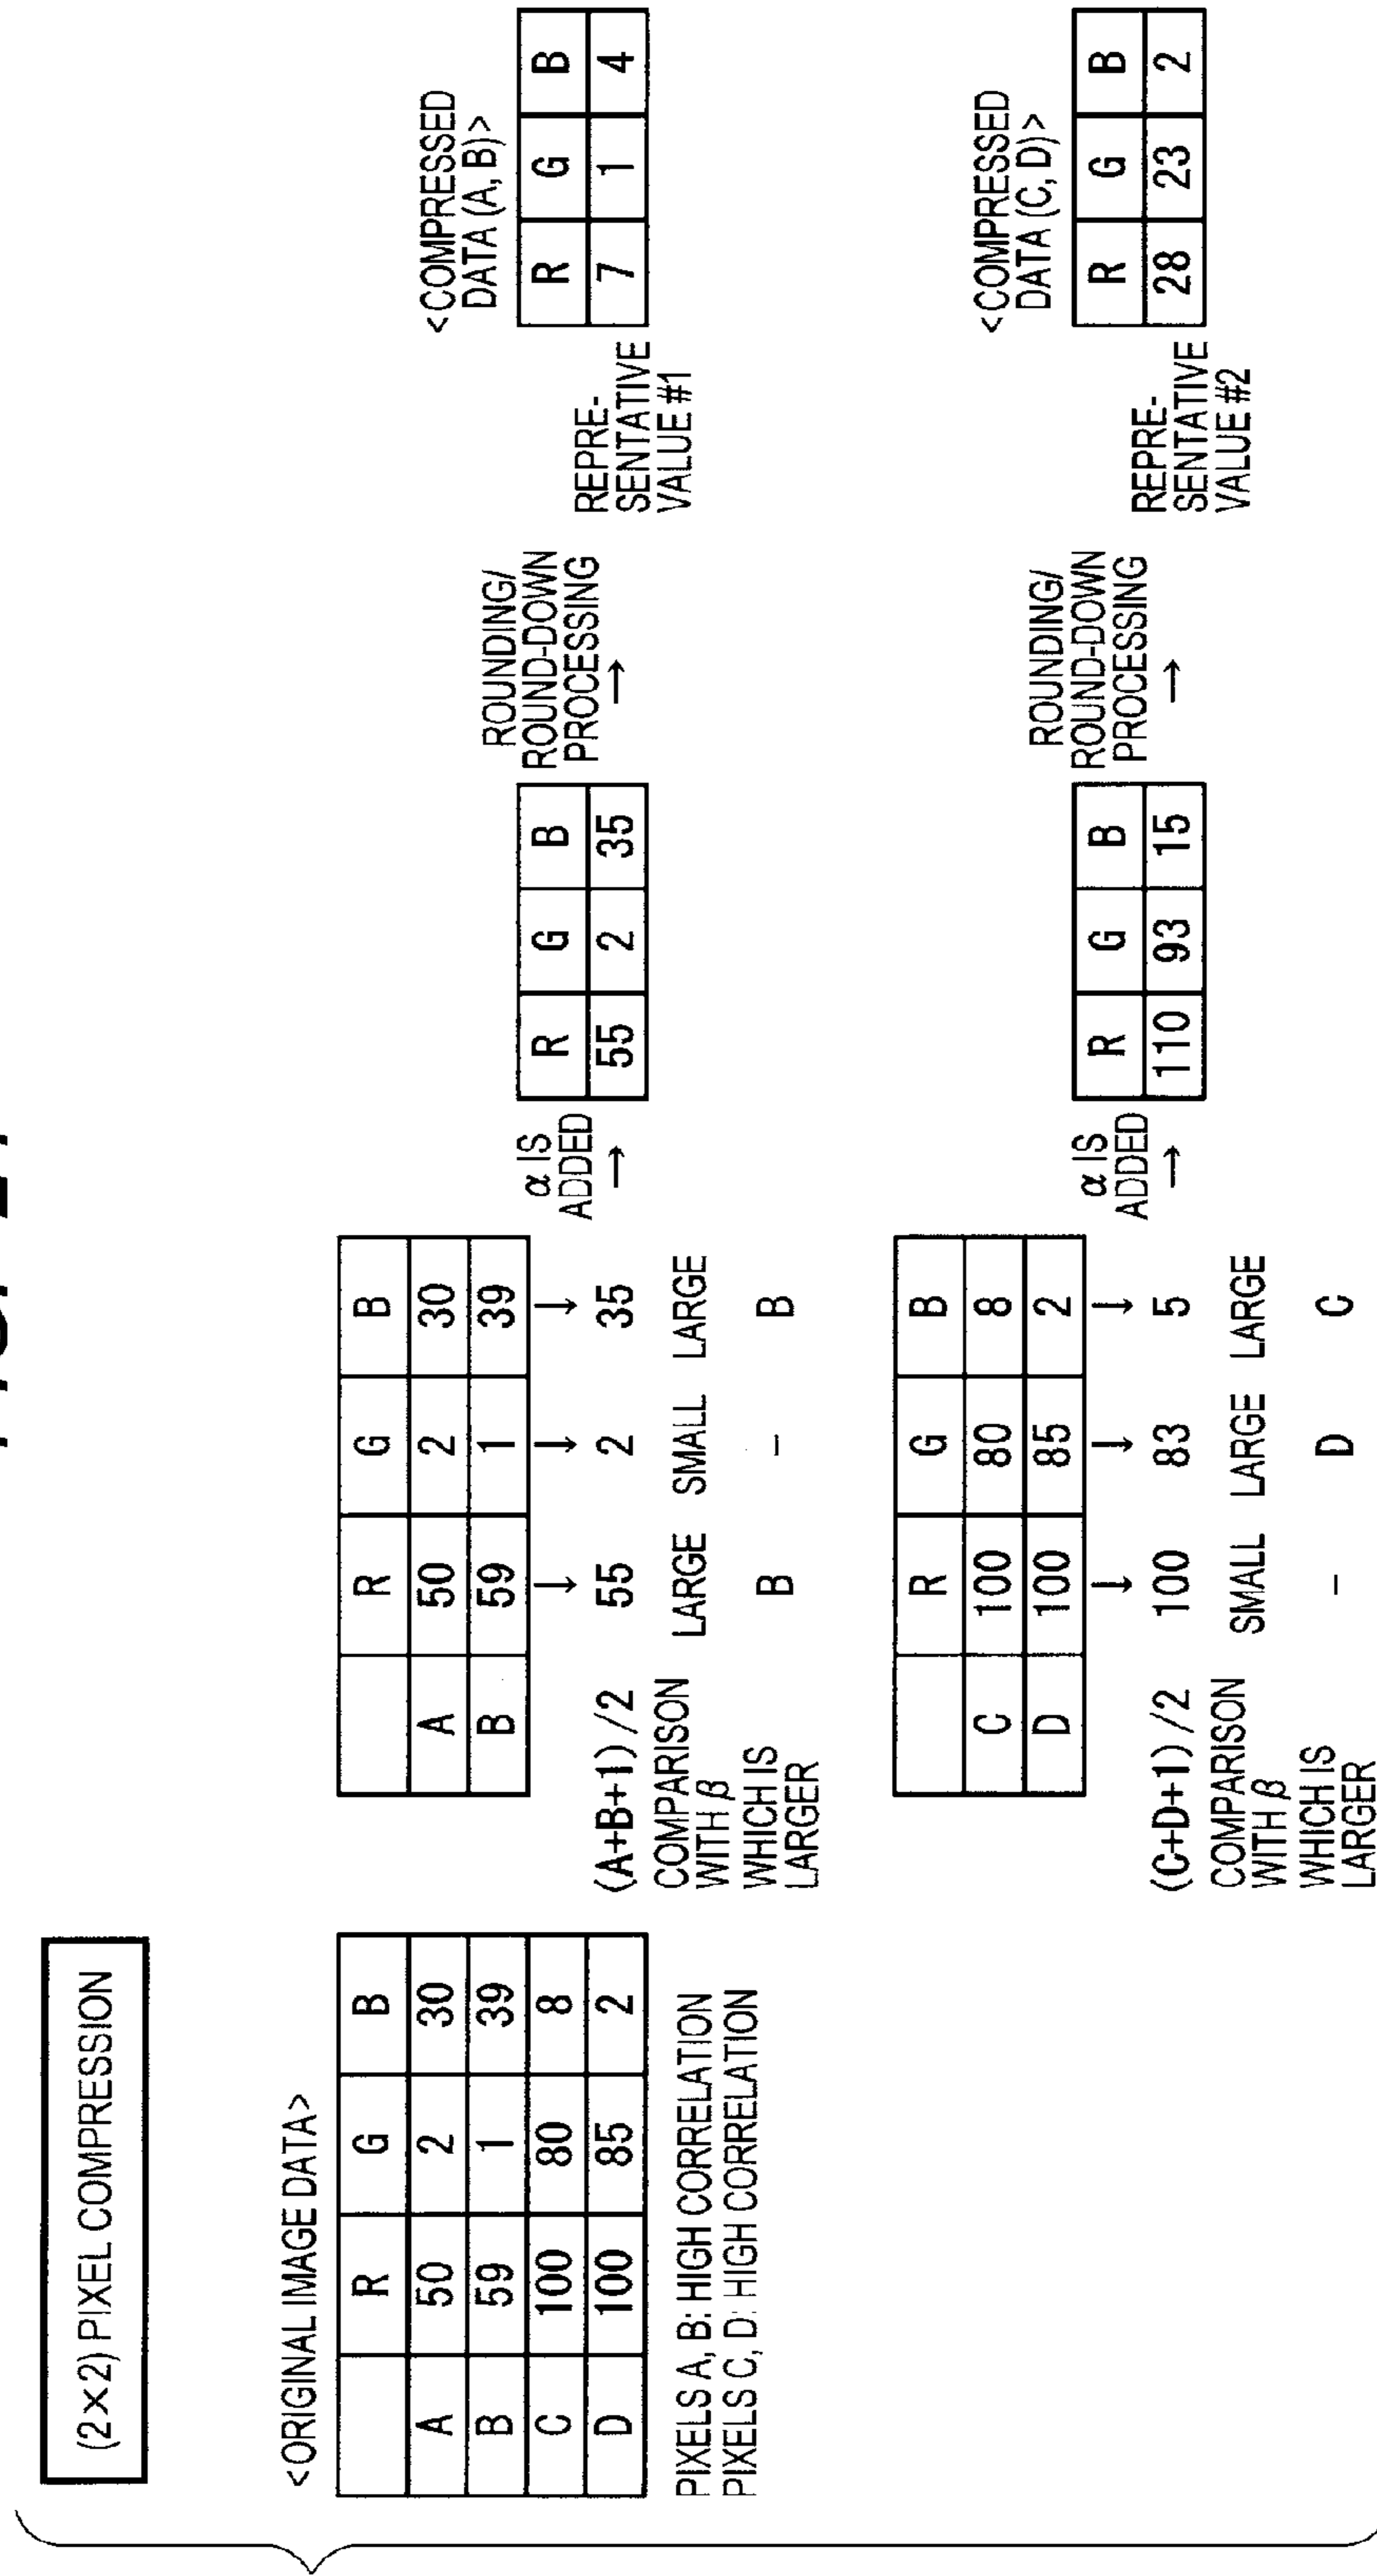 (2×2) PIXEL COMPRESSION
<ORIGINAL IMAGE DATA>
R G B
A 50 2 30
B 59 1 39
C 100 80 8
D 100 85 2
PIXELS A, B: HIGH CORRELATION
PIXELS C, D: HIGH CORRELATION
R G B
A 50 2 30
B 59 1 39
↓ ↓ ↓
(A+B+1)/2 55 2 35
COMPARISON
WITH β LARGE SMALL LARGE
WHICH IS
LARGER B – B
α IS
ADDED
→
R G B
55 2 35
ROUNDING/
ROUND-DOWN
PROCESSING
→
<COMPRESSED
DATA (A, B)>
R G B
REPRE-
SENTATIVE
VALUE #1
7 1 4
R G B
C 100 80 8
D 100 85 2
↓ ↓ ↓
(C+D+1)/2 100 83 5
COMPARISON
WITH β SMALL LARGE LARGE
WHICH IS
LARGER – D C
α IS
ADDED
→
R G B
110 93 15
ROUNDING/
ROUND-DOWN
PROCESSING
→
<COMPRESSED
DATA (C, D)>
R G B
REPRE-
SENTATIVE
VALUE #2
28 23 2